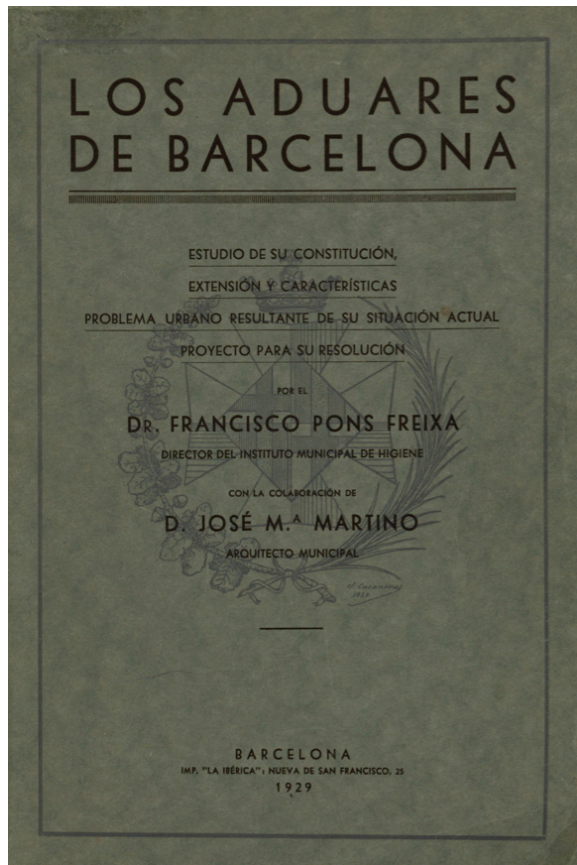 LOS ADUARES
DE BARCELONA
ESTUDIO DE SU CONSTITUCIÓN,
EXTENSIÓN Y CARACTERÍSTICAS
PROBLEMA URBANO RESULTANTE DE SU SITUACIÓN ACTUAL
PROYECTO PARA SU RESOLUCIÓN
POR EL
DR. FRANCISCO PONS FREIXA
DIRECTOR DEL INSTITUTO MUNICIPAL DE HIGIENE
CON LA COLABORACIÓN DE
D. JOSÉ M.ª MARTINO
ARQUITECTO MUNICIPAL
BARCELONA
IMP. "LA IBÉRICA": NUEVA DE SAN FRANCISCO, 25
1929